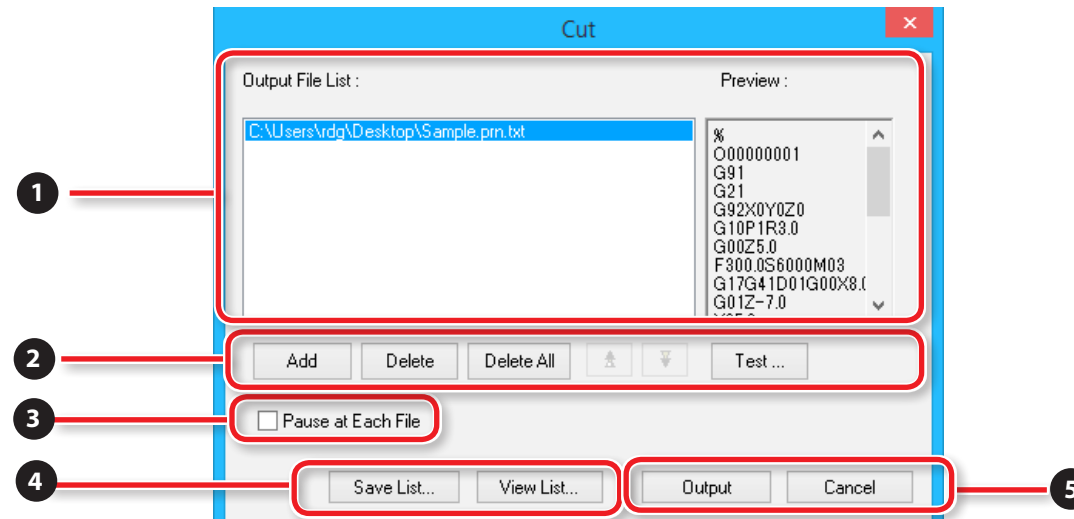 Cut
Output File List :
Preview :
C:\Users\rdg\Desktop\Sample.prn.txt
%
O00000001
G91
G21
G92X0Y0Z0
G10P1R3.0
G00Z5.0
F300.0S6000M03
G17G41D01G00X8.(
G01Z-7.0
1
2
Add
Delete
Delete All
Test ...
3
Pause at Each File
4
Save List...
View List...
Output
Cancel
5